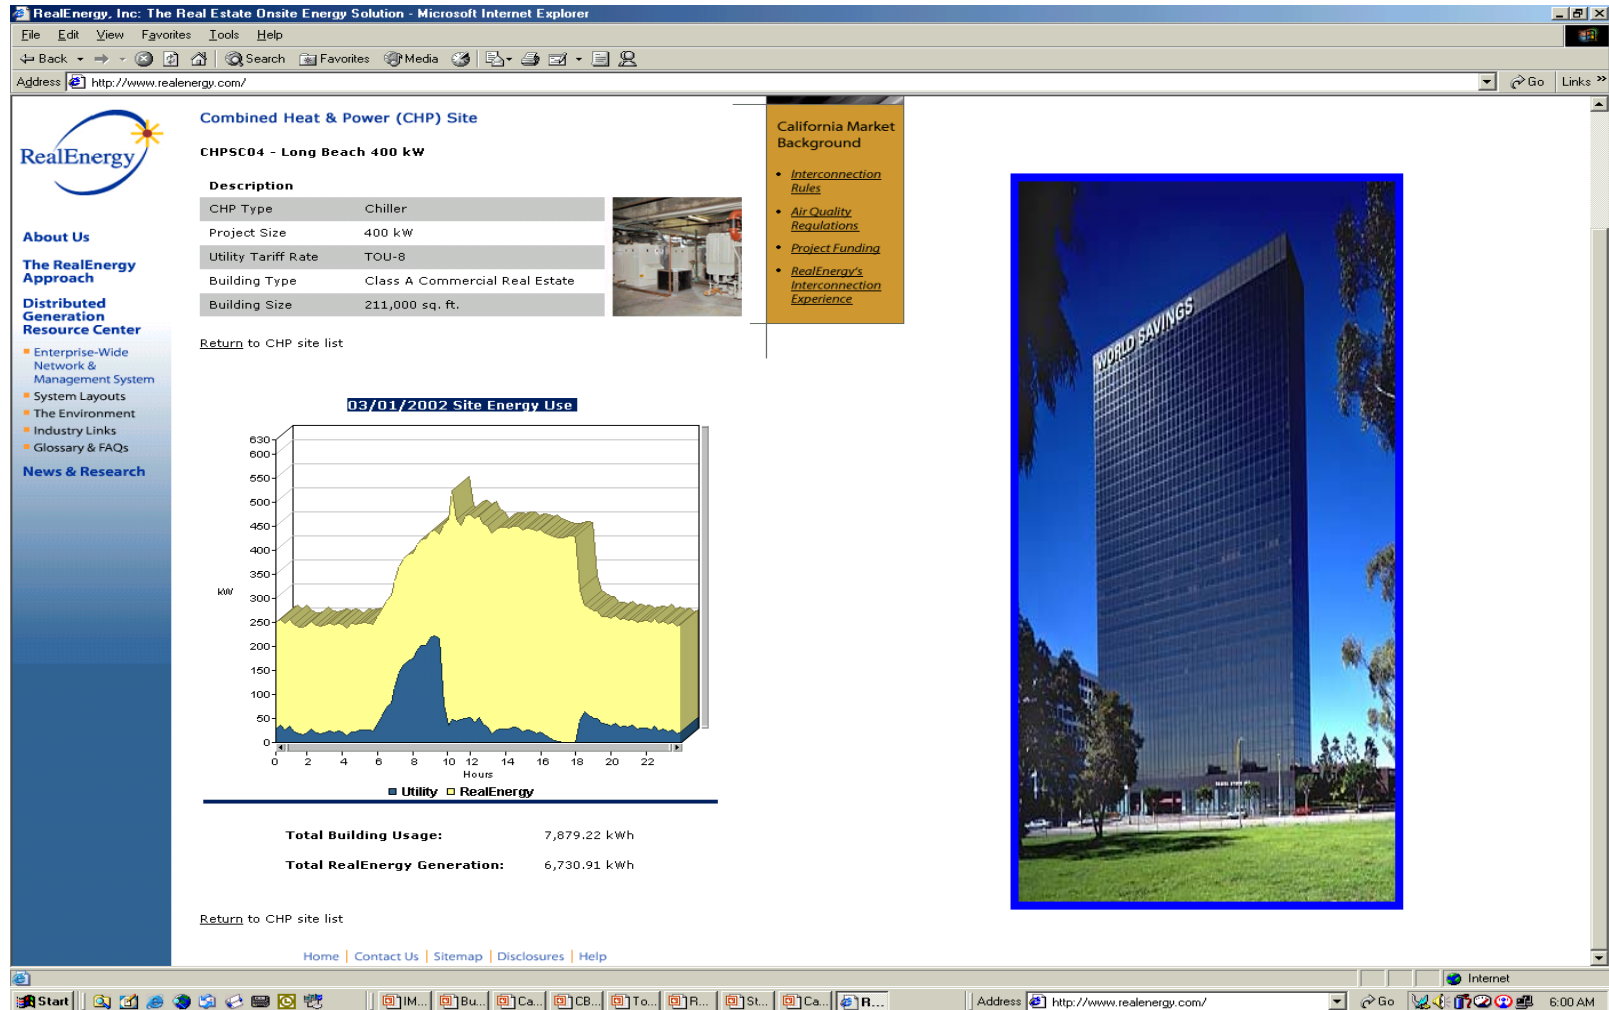 RealEnergy, Inc: The Real Estate Onsite Energy Solution - Microsoft Internet Explorer
File Edit View Favorites Tools Help
Back Search Favorites Media
Address http://www.realenergy.com/ Go Links »
RealEnergy
About Us
The RealEnergy
Approach
Distributed
Generation
Resource Center
Enterprise-Wide
Network &
Management System
System Layouts
The Environment
Industry Links
Glossary & FAQs
News & Research
Combined Heat & Power (CHP) Site
CHPSC04 - Long Beach 400 kW
Description
CHP Type Chiller
Project Size 400 kW
Utility Tariff Rate TOU-8
Building Type Class A Commercial Real Estate
Building Size 211,000 sq. ft.
Return to CHP site list
California Market
Background
• Interconnection
Rules
• Air Quality
Regulations
• Project Funding
• RealEnergy's
Interconnection
Experience
WORLD SAVINGS
03/01/2002 Site Energy Use
630
600
550
500
450
400
350
kW
300
250
200
150
100
50
0
0 2 4 6 8 10 12 14 16 18 20 22
Hours
Utility RealEnergy
Total Building Usage: 7,879.22 kWh
Total RealEnergy Generation: 6,730.91 kWh
Return to CHP site list
Home | Contact Us | Sitemap | Disclosures | Help
Internet
Start IM... Bu... Ca... CB... To... R... St... Ca... R... Address http://www.realenergy.com/ Go 6:00 AM